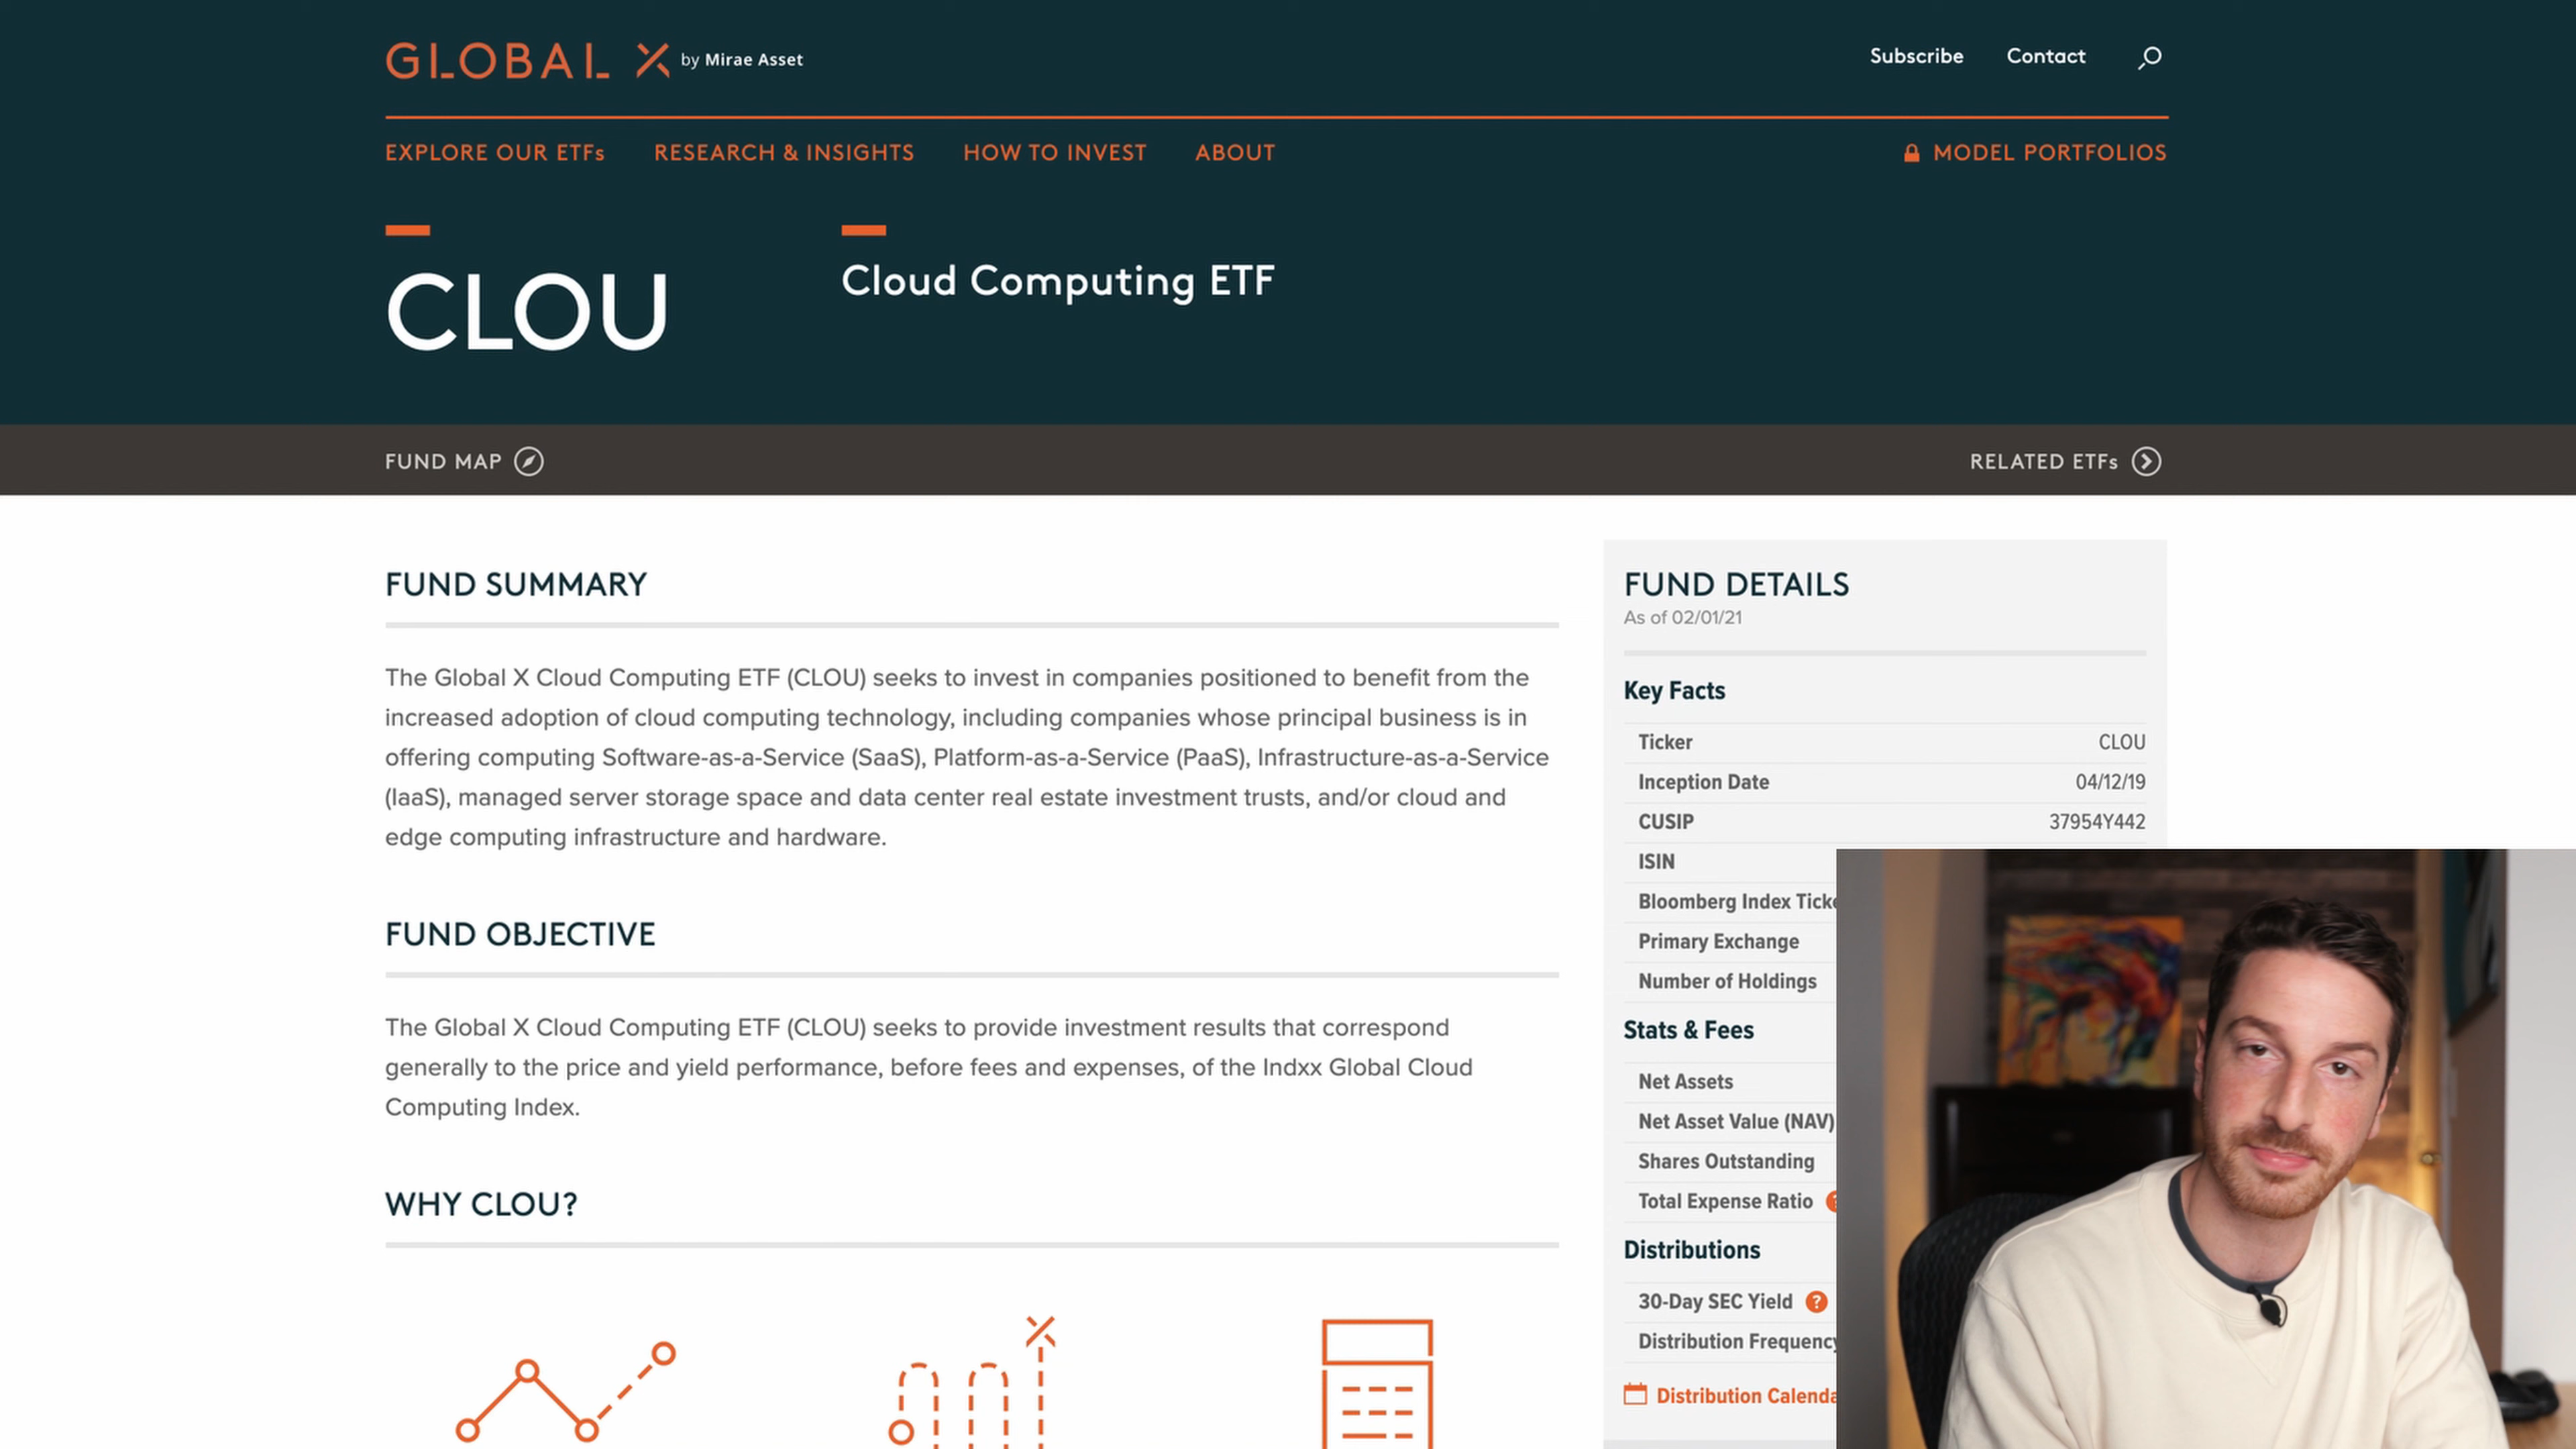 GLOBAL X by Mirae Asset
Subscribe Contact
EXPLORE OUR ETFs RESEARCH & INSIGHTS HOW TO INVEST ABOUT MODEL PORTFOLIOS
CLOU
Cloud Computing ETF
FUND MAP
RELATED ETFs
FUND SUMMARY
The Global X Cloud Computing ETF (CLOU) seeks to invest in companies positioned to benefit from the
increased adoption of cloud computing technology, including companies whose principal business is in
offering computing Software-as-a-Service (SaaS), Platform-as-a-Service (PaaS), Infrastructure-as-a-Service
(IaaS), managed server storage space and data center real estate investment trusts, and/or cloud and
edge computing infrastructure and hardware.
FUND OBJECTIVE
The Global X Cloud Computing ETF (CLOU) seeks to provide investment results that correspond
generally to the price and yield performance, before fees and expenses, of the Indxx Global Cloud
Computing Index.
WHY CLOU?
FUND DETAILS
As of 02/01/21
Key Facts
Ticker CLOU
Inception Date 04/12/19
CUSIP 37954Y442
ISIN
Bloomberg Index Ticke
Primary Exchange
Number of Holdings
Stats & Fees
Net Assets
Net Asset Value (NAV)
Shares Outstanding
Total Expense Ratio
Distributions
30-Day SEC Yield ?
Distribution Frequency
Distribution Calenda